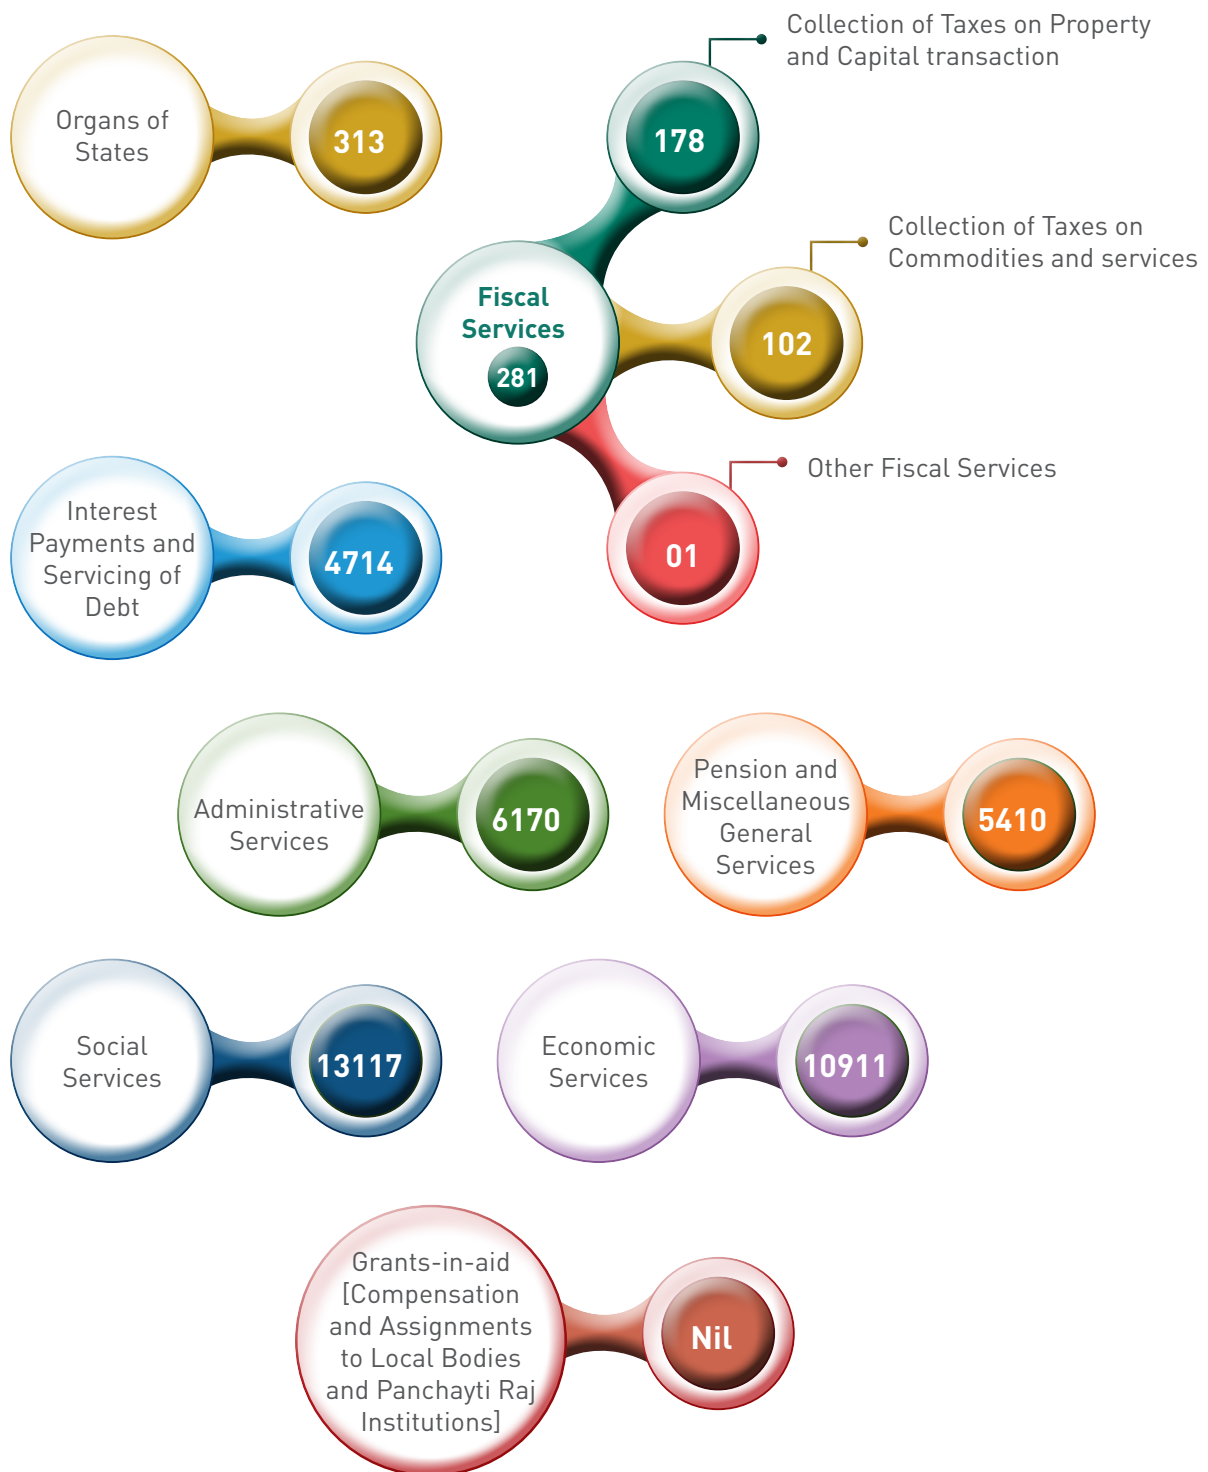 Organs of
States
313
Collection of Taxes on Property
and Capital transaction
178
Collection of Taxes on
Commodities and services
102
Fiscal
Services
281
Other Fiscal Services
01
Interest
Payments and
Servicing of
Debt
4714
Administrative
Services
6170
Pension and
Miscellaneous
General
Services
5410
Social
Services
13117
Economic
Services
10911
Grants-in-aid
[Compensation
and Assignments
to Local Bodies
and Panchayti Raj
Institutions]
Nil